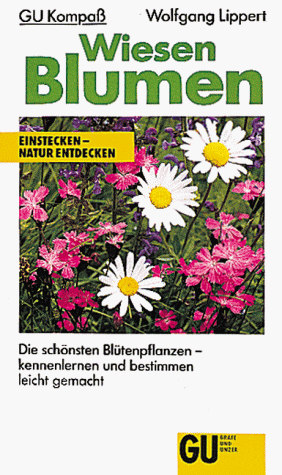 GU Kompaß Wolfgang Lippert
Wiesen
Blumen
EINSTECKEN –
NATUR ENTDECKEN
Die schönsten Blütenpflanzen –
kennenlernen und bestimmen
leicht gemacht
GU GRÄFE
UND
UNZER